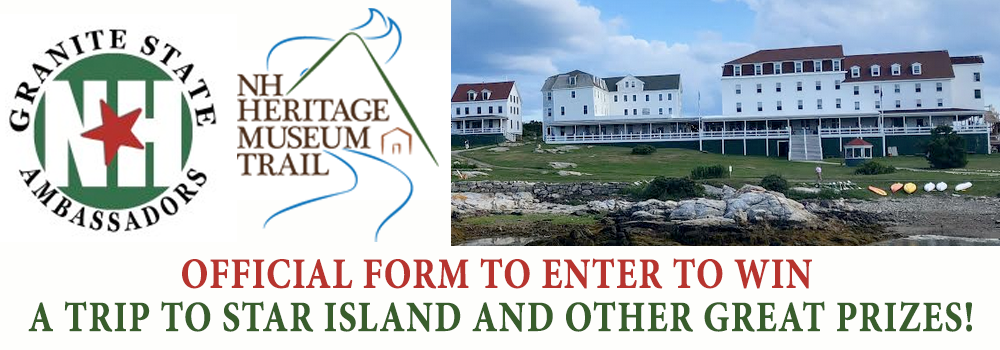 GRANITE STATE
NH
AMBASSADORS
NH
HERITAGE
MUSEUM
TRAIL
OFFICIAL FORM TO ENTER TO WIN
A TRIP TO STAR ISLAND AND OTHER GREAT PRIZES!